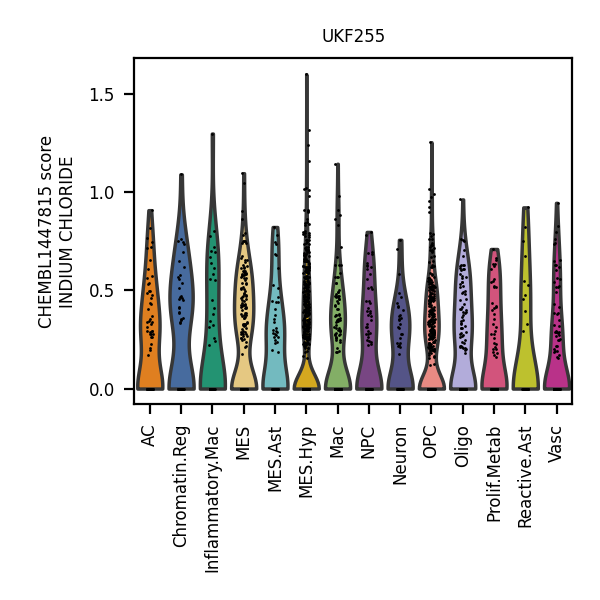 UKF255
CHEMBL1447815 score
INDIUM CHLORIDE
1.5
1.0
0.5
0.0
AC
Chromatin.Reg
Inflammatory.Mac
MES
MES.Ast
MES.Hyp
Mac
NPC
Neuron
OPC
Oligo
Prolif.Metab
Reactive.Ast
Vasc